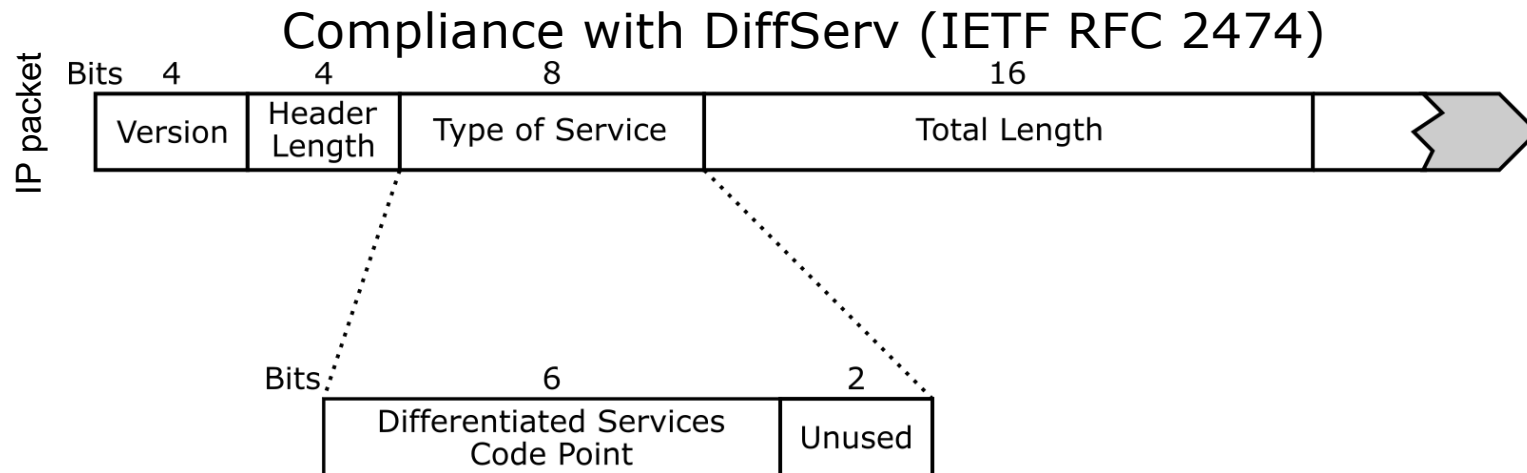 Compliance with DiffServ (IETF RFC 2474)
IP packet
Bits 4 4 8 16
Version
Header
Length
Type of Service
Total Length
Bits 6 2
Differentiated Services
Code Point
Unused